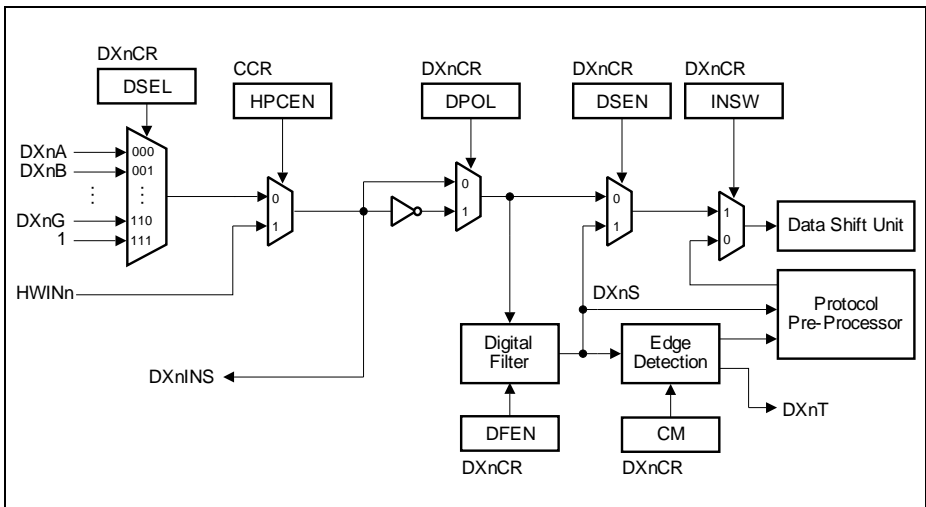 DXnCR
DSEL
CCR
HPCEN
DXnCR
DPOL
DXnCR
DSEN
DXnCR
INSW
DXnA
DXnB
DXnG
1
HWINn
000
001
110
111
0
1
0
1
0
1
1
0
Data Shift Unit
Protocol
Pre-Processor
DXnS
Digital
Filter
Edge
Detection
DXnINS
DXnT
DFEN
DXnCR
CM
DXnCR